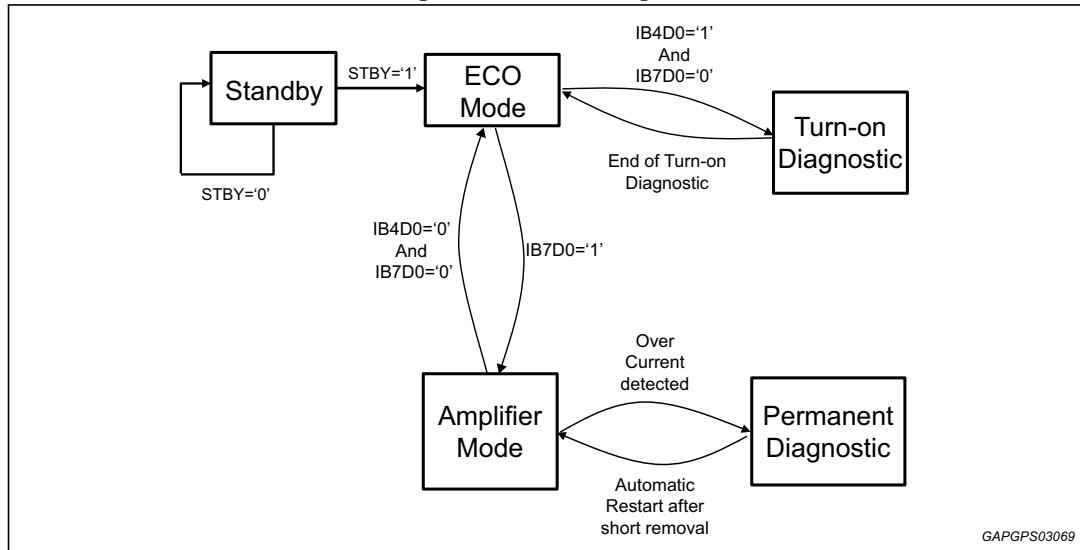 Standby
STBY='1'
ECO
Mode
IB4D0='1'
And
IB7D0='0'
Turn-on
Diagnostic
End of Turn-on
Diagnostic
STBY='0'
IB4D0='0'
And
IB7D0='0'
IB7D0='1'
Over
Current
detected
Amplifier
Mode
Permanent
Diagnostic
Automatic
Restart after
short removal
GAPGPS03069